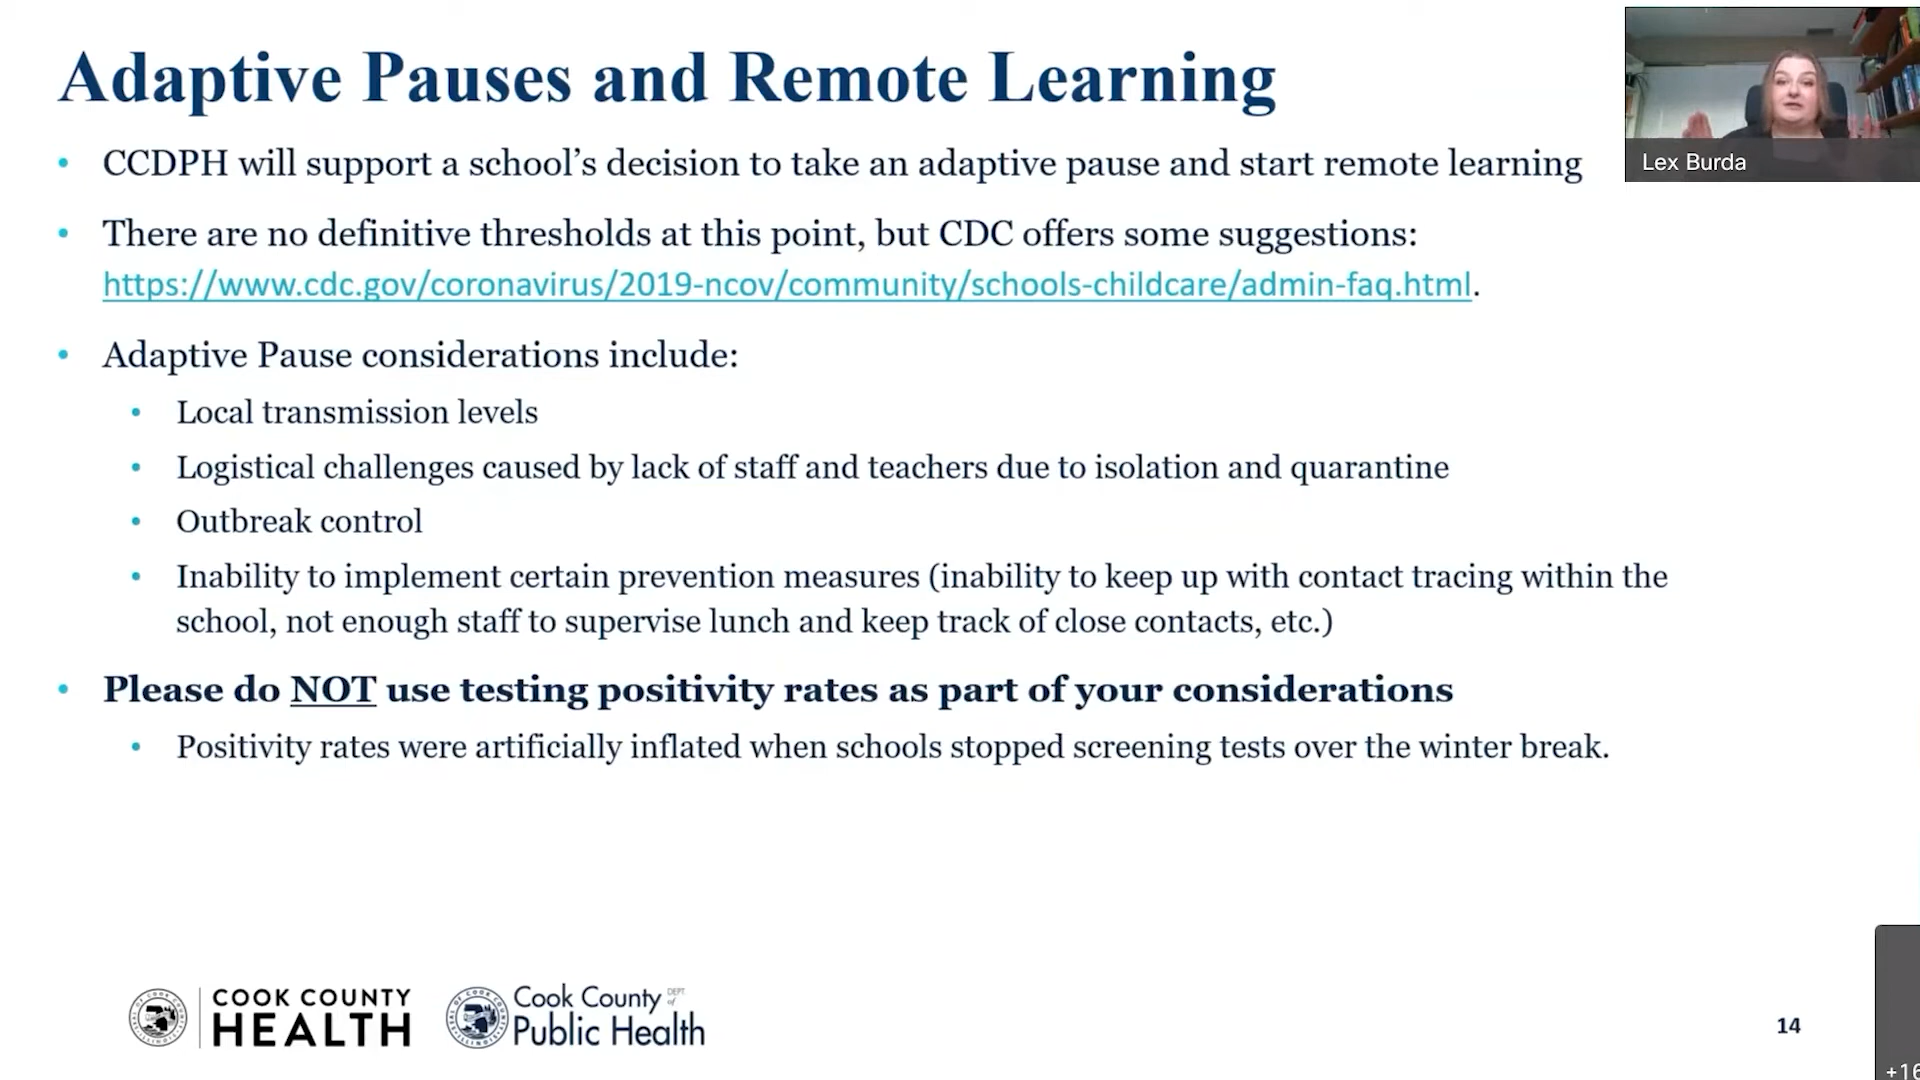 Adaptive Pauses and Remote Learning
Lex Burda
• CCDPH will support a school’s decision to take an adaptive pause and start remote learning
• There are no definitive thresholds at this point, but CDC offers some suggestions:
https://www.cdc.gov/coronavirus/2019-ncov/community/schools-childcare/admin-faq.html.
• Adaptive Pause considerations include:
• Local transmission levels
• Logistical challenges caused by lack of staff and teachers due to isolation and quarantine
• Outbreak control
• Inability to implement certain prevention measures (inability to keep up with contact tracing within the
school, not enough staff to supervise lunch and keep track of close contacts, etc.)
• Please do NOT use testing positivity rates as part of your considerations
• Positivity rates were artificially inflated when schools stopped screening tests over the winter break.
COOK COUNTY
HEALTH
Cook County DEPT of
Public Health
14
+16